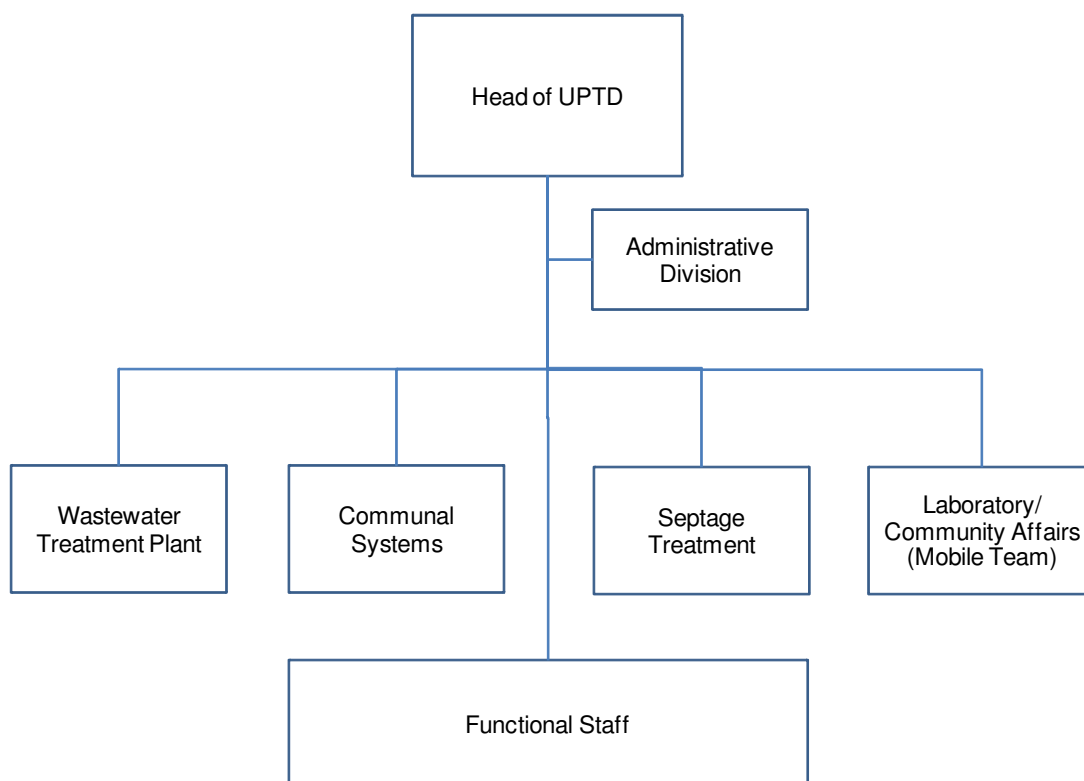 Head of UPTD
Administrative
Division
Wastewater
Treatment Plant
Communal
Systems
Septage
Treatment
Laboratory/
Community Affairs
(Mobile Team)
Functional Staff